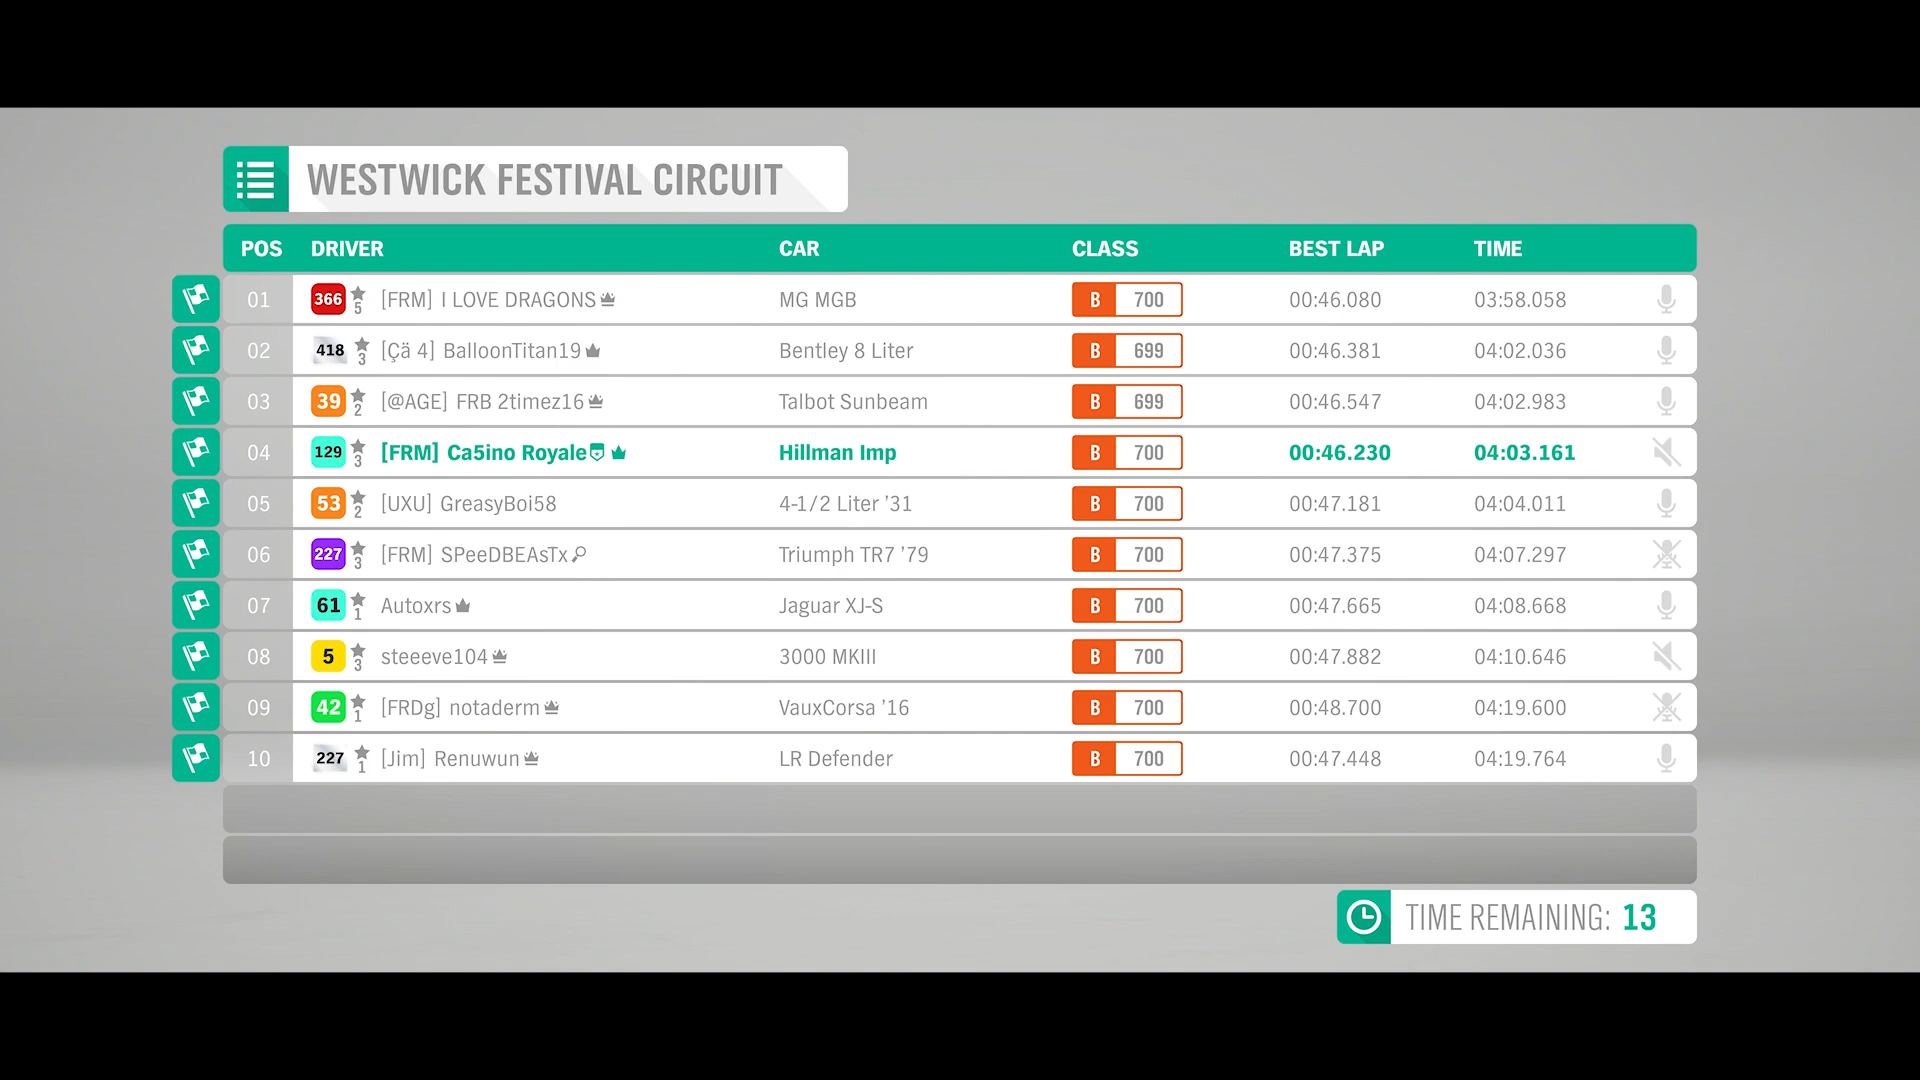 WESTWICK FESTIVAL CIRCUIT
POS DRIVER CAR CLASS BEST LAP TIME
01 366 5 [FRM] I LOVE DRAGONS MG MGB B 700 00:46.080 03:58.058
02 418 3 [Çä 4] BalloonTitan19 Bentley 8 Liter B 699 00:46.381 04:02.036
03 39 2 [@AGE] FRB 2timez16 Talbot Sunbeam B 699 00:46.547 04:02.983
04 129 3 [FRM] Ca5ino Royale Hillman Imp B 700 00:46.230 04:03.161
05 53 2 [UXU] GreasyBoi58 4-1/2 Liter ’31 B 700 00:47.181 04:04.011
06 227 3 [FRM] SPeeDBEAsTx Triumph TR7 ’79 B 700 00:47.375 04:07.297
07 61 1 Autoxrs Jaguar XJ-S B 700 00:47.665 04:08.668
08 5 3 steeeve104 3000 MKIII B 700 00:47.882 04:10.646
09 42 1 [FRDg] notaderm VauxCorsa ’16 B 700 00:48.700 04:19.600
10 227 1 [Jim] Renuwun LR Defender B 700 00:47.448 04:19.764
TIME REMAINING: 13